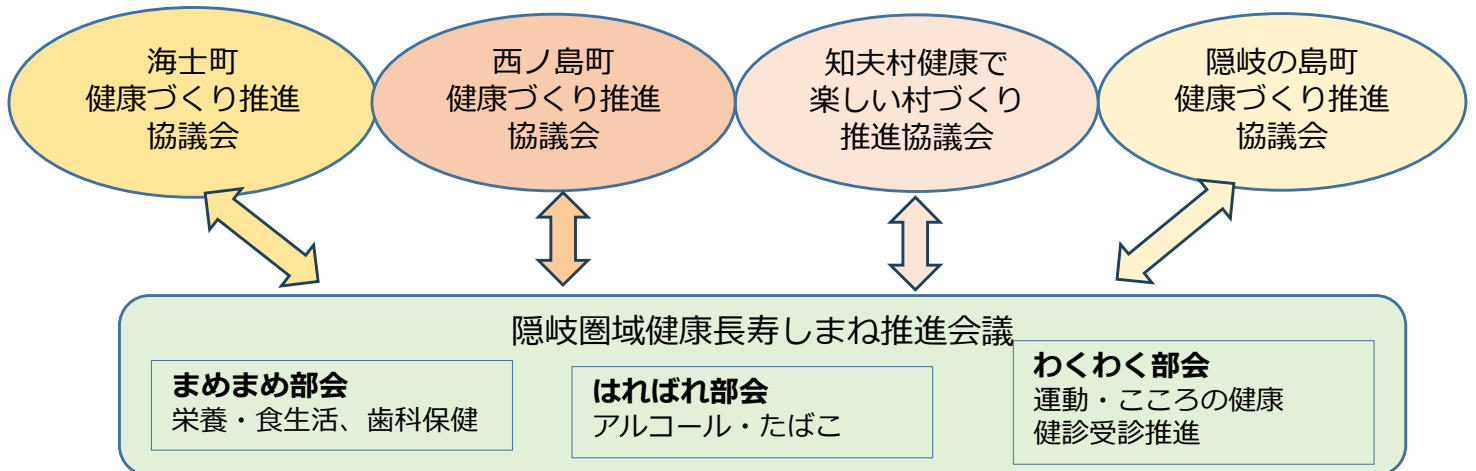 海士町
健康づくり推進
協議会
西ノ島町
健康づくり推進
協議会
知夫村健康で
楽しい村づくり
推進協議会
隠岐の島町
健康づくり推進
協議会
隠岐圏域健康長寿しまね推進会議
まめまめ部会
栄養・食生活、歯科保健
はればれ部会
アルコール・たばこ
わくわく部会
運動・こころの健康
健診受診推進